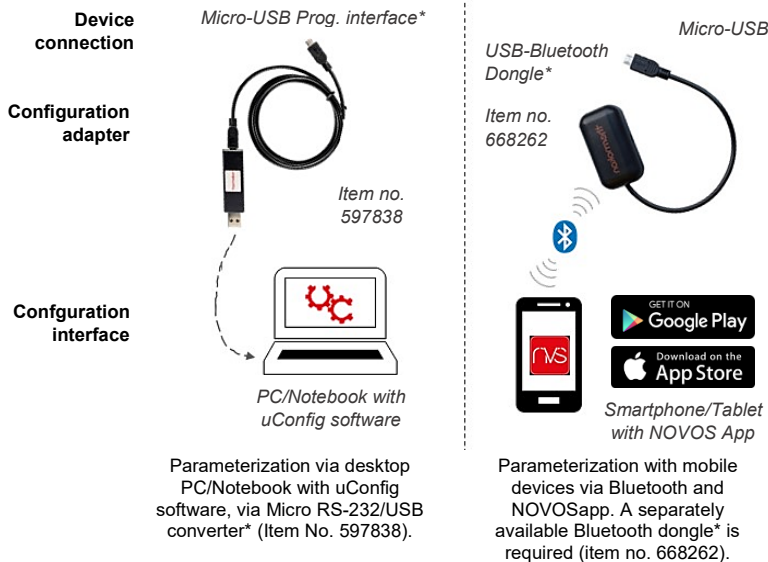 Device
connection
Configuration
adapter
Confguration
interface
Micro-USB Prog. interface*
Item no.
597838
UC
PC/Notebook with
uConfig software
Parameterization via desktop
PC/Notebook with uConfig
software, via Micro RS-232/USB
converter* (Item No. 597838).
Micro-USB
USB-Bluetooth
Dongle*
Item no.
668262
NVS
GET IT ON
Google Play
Download on the
App Store
Smartphone/Tablet
with NOVOS App
Parameterization with mobile
devices via Bluetooth and
NOVOSapp. A separately
available Bluetooth dongle* is
required (item no. 668262).